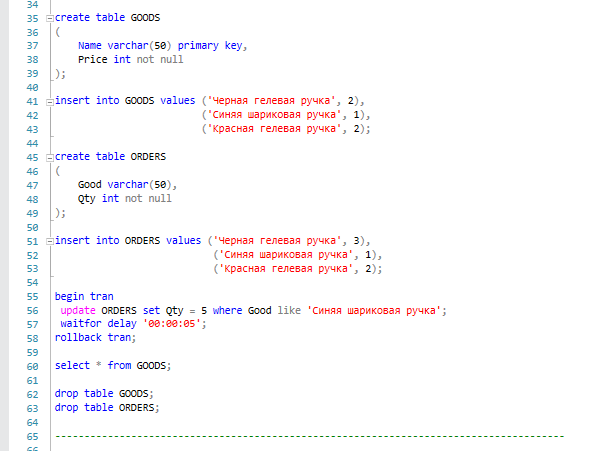 34
35 create table GOODS
36 (
37 Name varchar(50) primary key,
38 Price int not null
39 );
40
41 insert into GOODS values ('Черная гелевая ручка', 2),
42 ('Синяя шариковая ручка', 1),
43 ('Красная гелевая ручка', 2);
44
45 create table ORDERS
46 (
47 Good varchar(50),
48 Qty int not null
49 );
50
51 insert into ORDERS values ('Черная гелевая ручка', 3),
52 ('Синяя шариковая ручка', 1),
53 ('Красная гелевая ручка', 2);
54
55 begin tran
56 update ORDERS set Qty = 5 where Good like 'Синяя шариковая ручка';
57 waitfor delay '00:00:05';
58 rollback tran;
59
60 select * from GOODS;
61
62 drop table GOODS;
63 drop table ORDERS;
64
65 ----------------------------------------------------------------------------------------
66